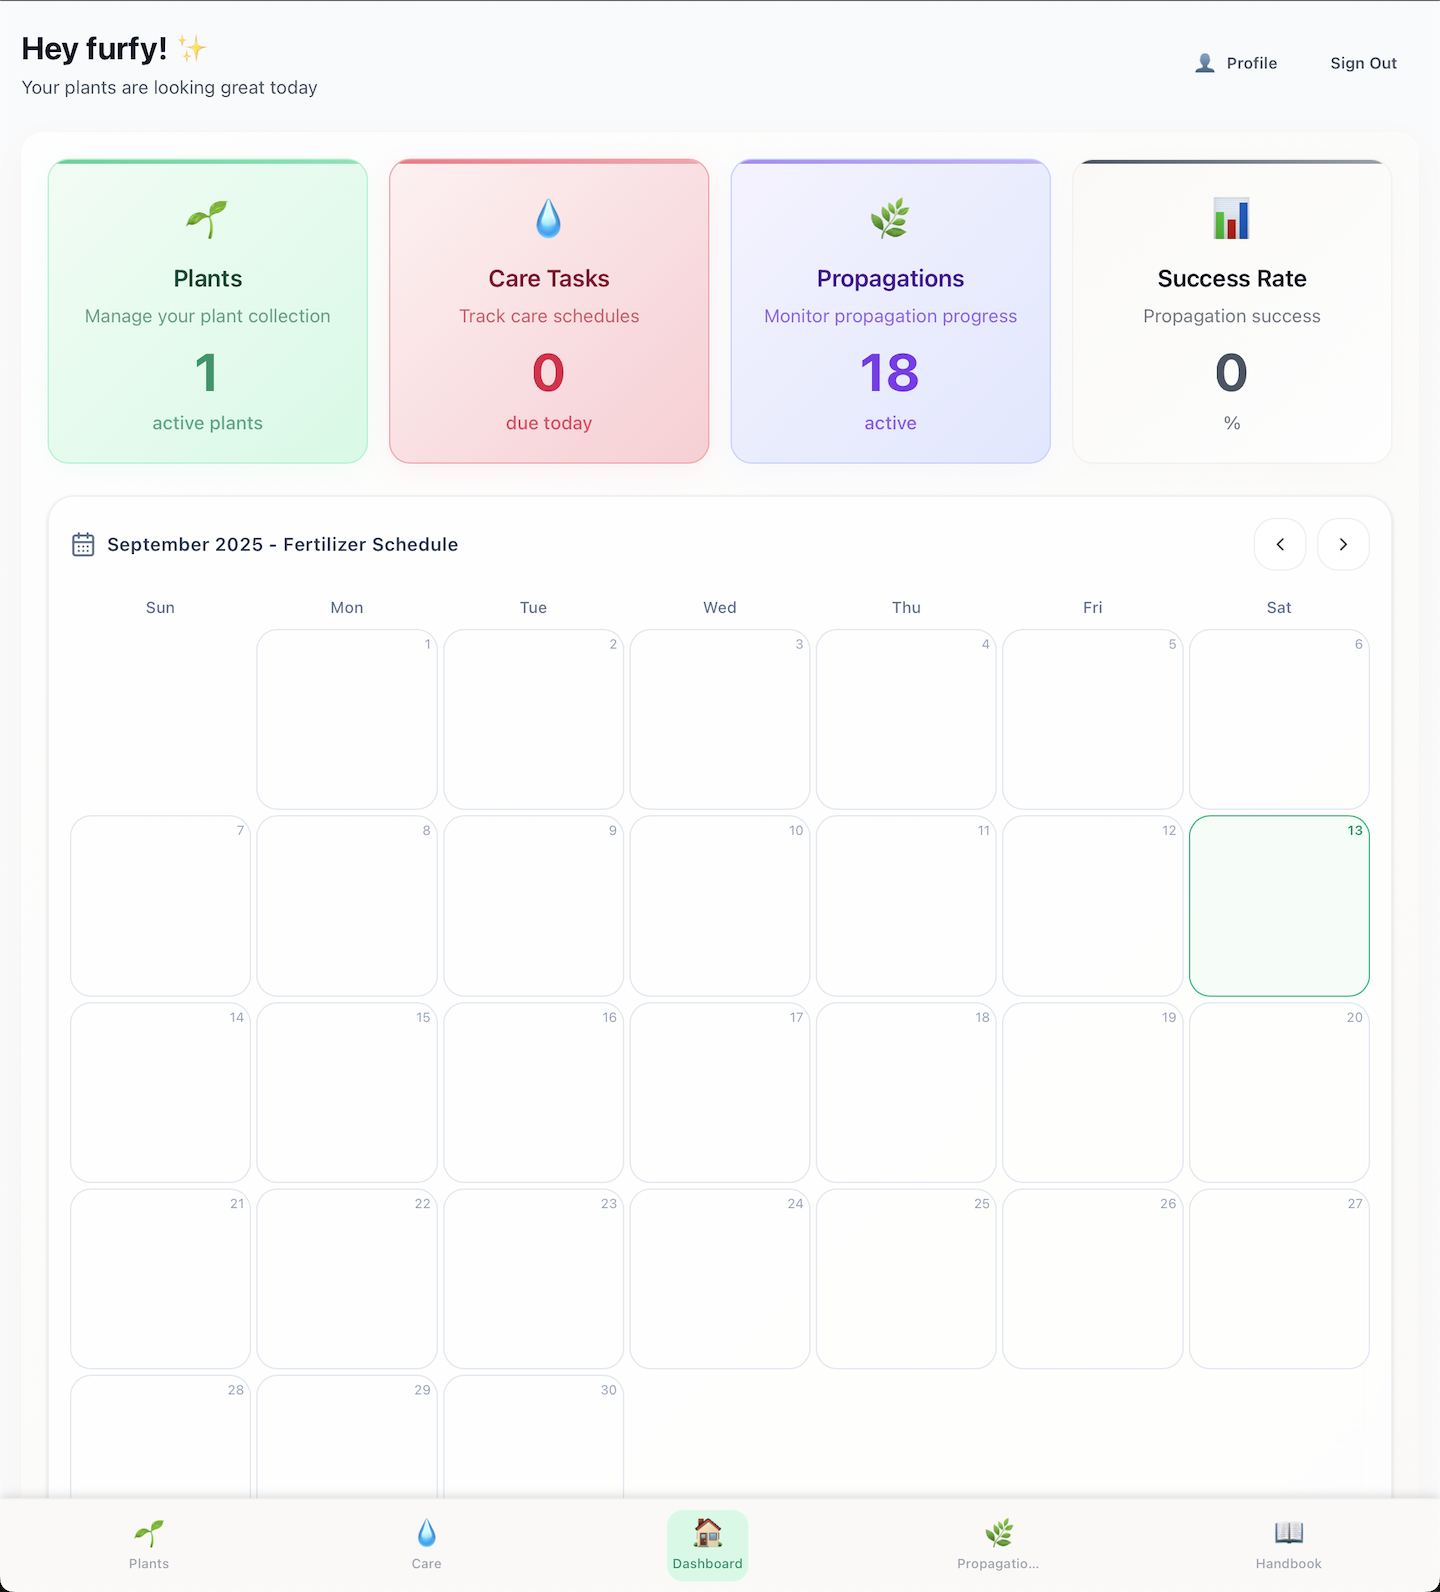 Hey furfy! ✨
Your plants are looking great today
Profile
Sign Out
Plants
Manage your plant collection
1
active plants
Care Tasks
Track care schedules
0
due today
Propagations
Monitor propagation progress
18
active
Success Rate
Propagation success
0
%
September 2025 - Fertilizer Schedule
Sun Mon Tue Wed Thu Fri Sat
1 2 3 4 5 6
7 8 9 10 11 12 13
14 15 16 17 18 19 20
21 22 23 24 25 26 27
28 29 30
Plants
Care
Dashboard
Propagatio...
Handbook